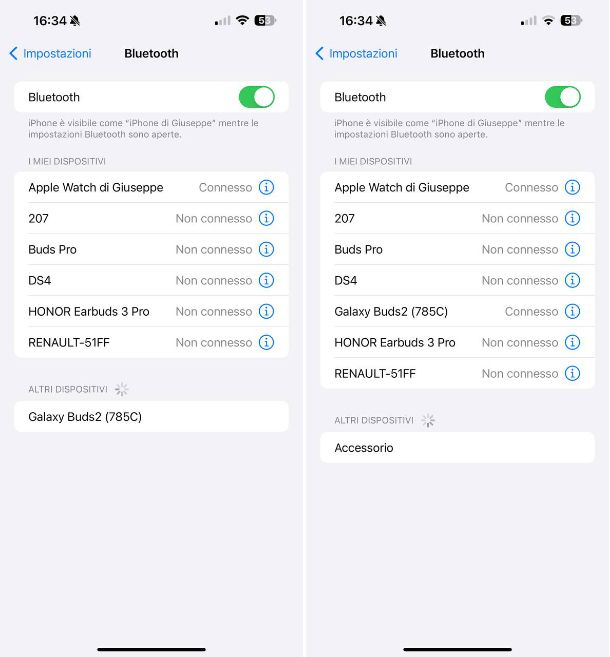 16:34
53
Impostazioni
Bluetooth
Bluetooth
iPhone è visibile come "iPhone di Giuseppe" mentre le
impostazioni Bluetooth sono aperte.
I MIEI DISPOSITIVI
Apple Watch di Giuseppe Connesso
207 Non connesso
Buds Pro Non connesso
DS4 Non connesso
HONOR Earbuds 3 Pro Non connesso
RENAULT-51FF Non connesso
ALTRI DISPOSITIVI
Galaxy Buds2 (785C)
16:34
53
Impostazioni
Bluetooth
Bluetooth
iPhone è visibile come "iPhone di Giuseppe" mentre le
impostazioni Bluetooth sono aperte.
I MIEI DISPOSITIVI
Apple Watch di Giuseppe Connesso
207 Non connesso
Buds Pro Non connesso
DS4 Non connesso
Galaxy Buds2 (785C) Connesso
HONOR Earbuds 3 Pro Non connesso
RENAULT-51FF Non connesso
ALTRI DISPOSITIVI
Accessorio